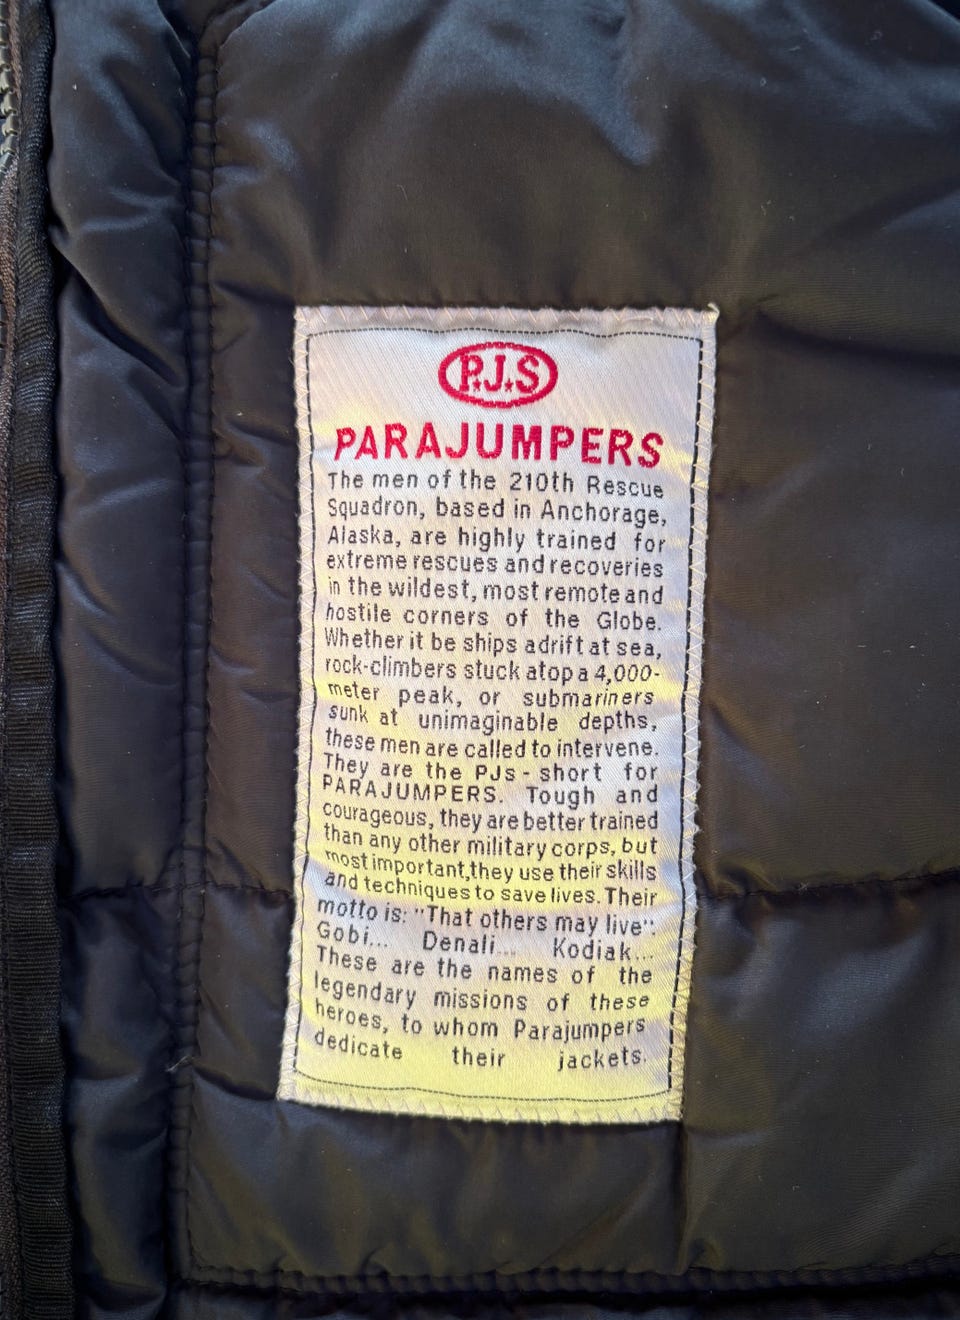 P.J.S
PARAJUMPERS
The men of the 210th Rescue
Squadron, based in Anchorage,
Alaska, are highly trained for
extreme rescues and recoveries
in the wildest, most remote and
hostile corners of the Globe.
Whether it be ships adrift at sea,
rock-climbers stuck atop a 4,000-
meter peak, or submariners
sunk at unimaginable depths,
these men are called to intervene.
They are the PJs - short for
PARAJUMPERS. Tough and
courageous, they are better trained
than any other military corps, but
most important,they use their skills
and techniques to save lives. Their
motto is: "That others may live":
Gobi... Denali... Kodiak...
These are the names of the
legendary missions of these
heroes, to whom Parajumpers
dedicate their jackets.